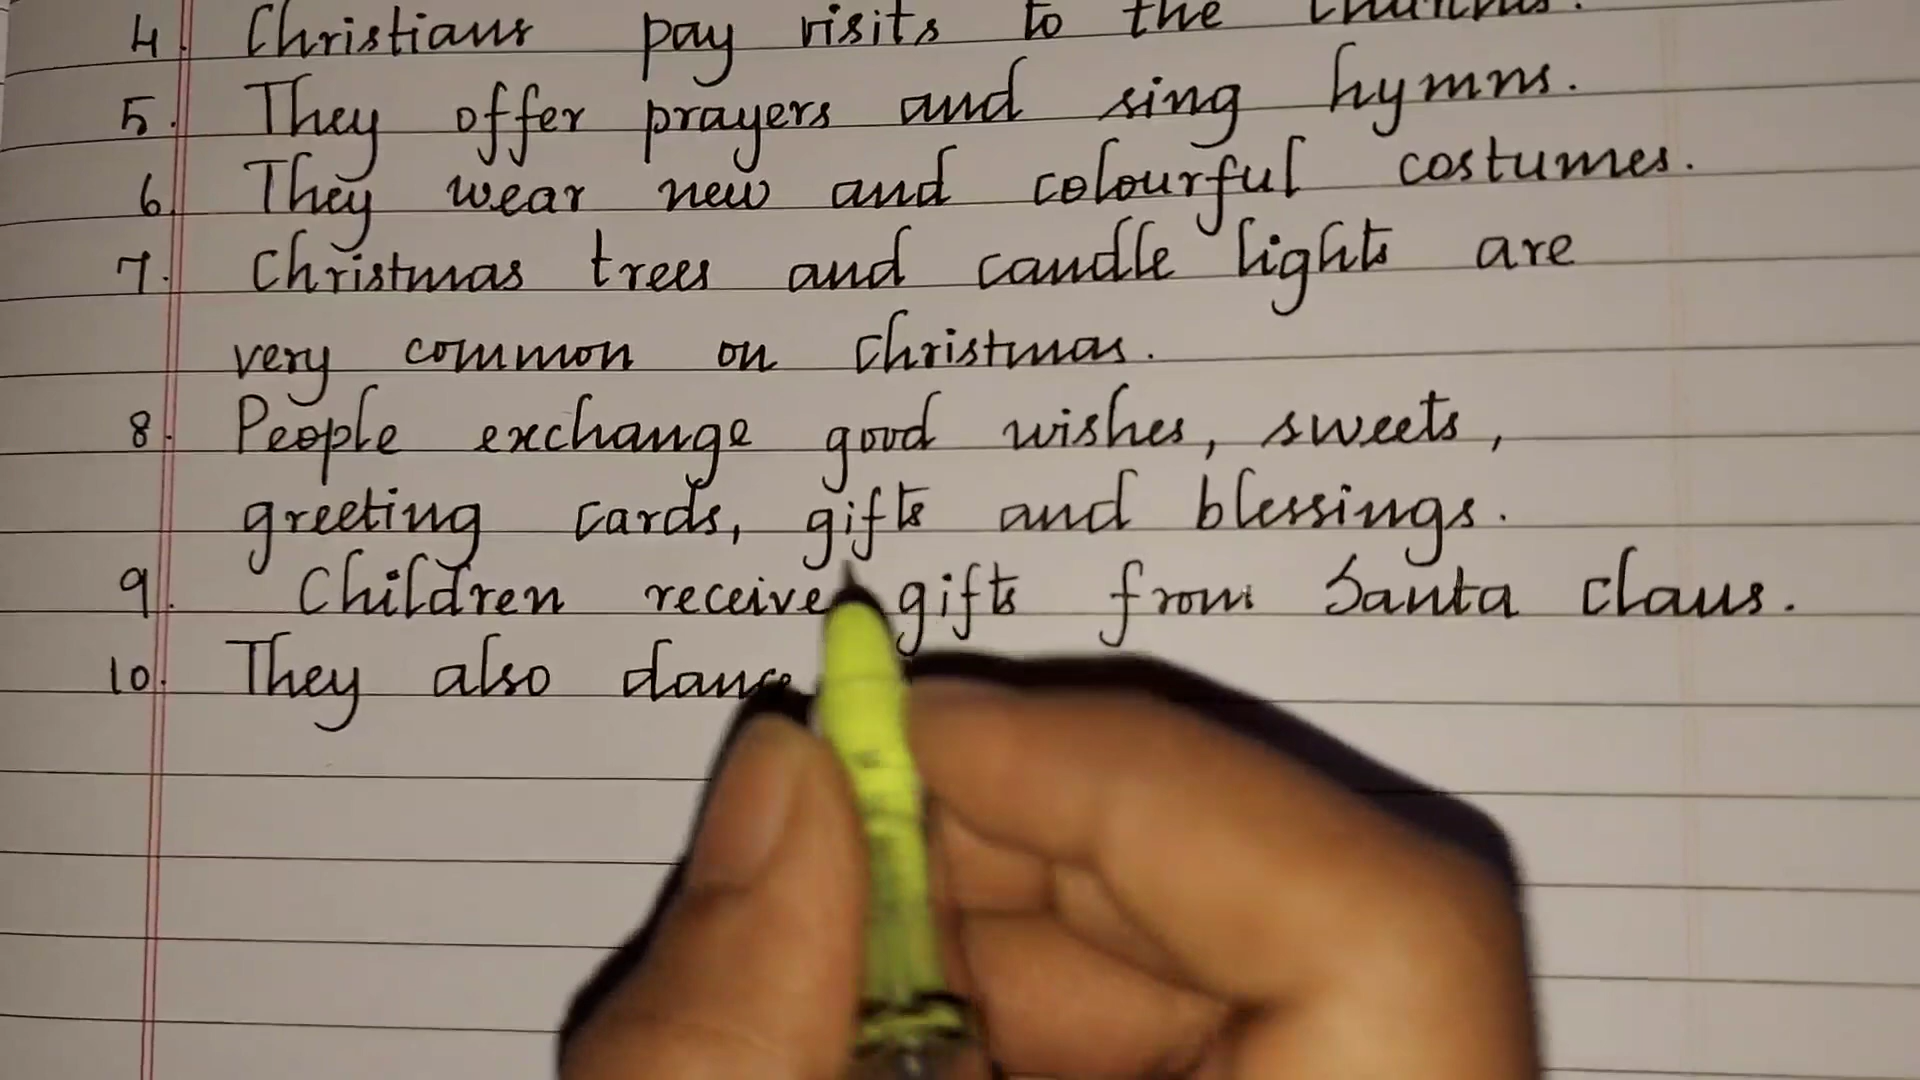 4. Christians pay visits to the
5. They offer prayers and sing hymns.
6. They wear new and colourful costumes.
7. Christmas trees and candle lights are
very common on Christmas.
8. People exchange good wishes, sweets,
greeting cards, gifts and blessings.
9. Children receive gifts from Santa claus.
10. They also dance